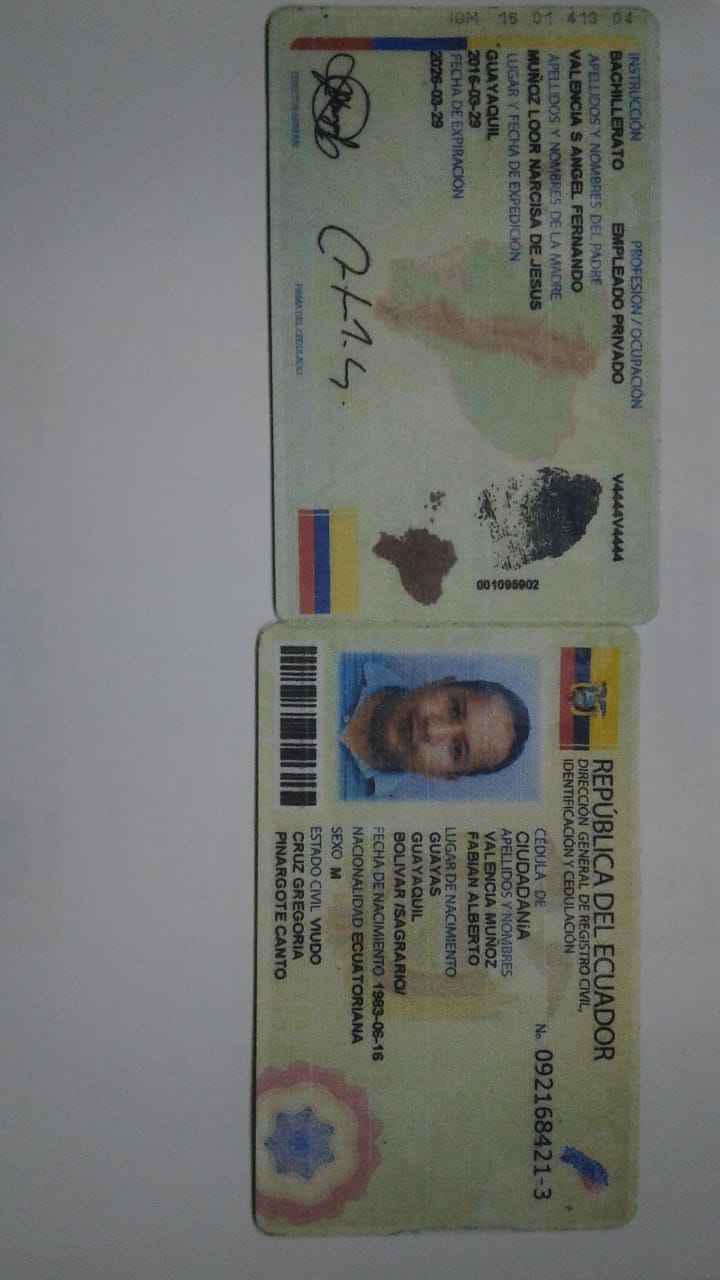 IGM 16 01 413 04
INSTRUCCIÓN
BACHILLERATO
PROFESIÓN / OCUPACIÓN
EMPLEADO PRIVADO
V4444V4444
APELLIDOS Y NOMBRES DEL PADRE
VALENCIA S ANGEL FERNANDO
APELLIDOS Y NOMBRES DE LA MADRE
MUÑOZ LOOR NARCISA DE JESUS
LUGAR Y FECHA DE EXPEDICIÓN
GUAYAQUIL
2016-03-29
FECHA DE EXPIRACIÓN
2026-03-29
001095902
DIRECTOR GENERAL
FIRMA DEL CEDULADO
REPÚBLICA DEL ECUADOR
DIRECCIÓN GENERAL DE REGISTRO CIVIL,
IDENTIFICACIÓN Y CEDULACIÓN
CÉDULA DE
CIUDADANÍA
No. 092168421-3
APELLIDOS Y NOMBRES
VALENCIA MUÑOZ
FABIAN ALBERTO
LUGAR DE NACIMIENTO
GUAYAS
GUAYAQUIL
BOLIVAR /SAGRARIO/
FECHA DE NACIMIENTO 1983-06-16
NACIONALIDAD ECUATORIANA
SEXO M
ESTADO CIVIL VIUDO
CRUZ GREGORIA
PINARGOTE CANTO